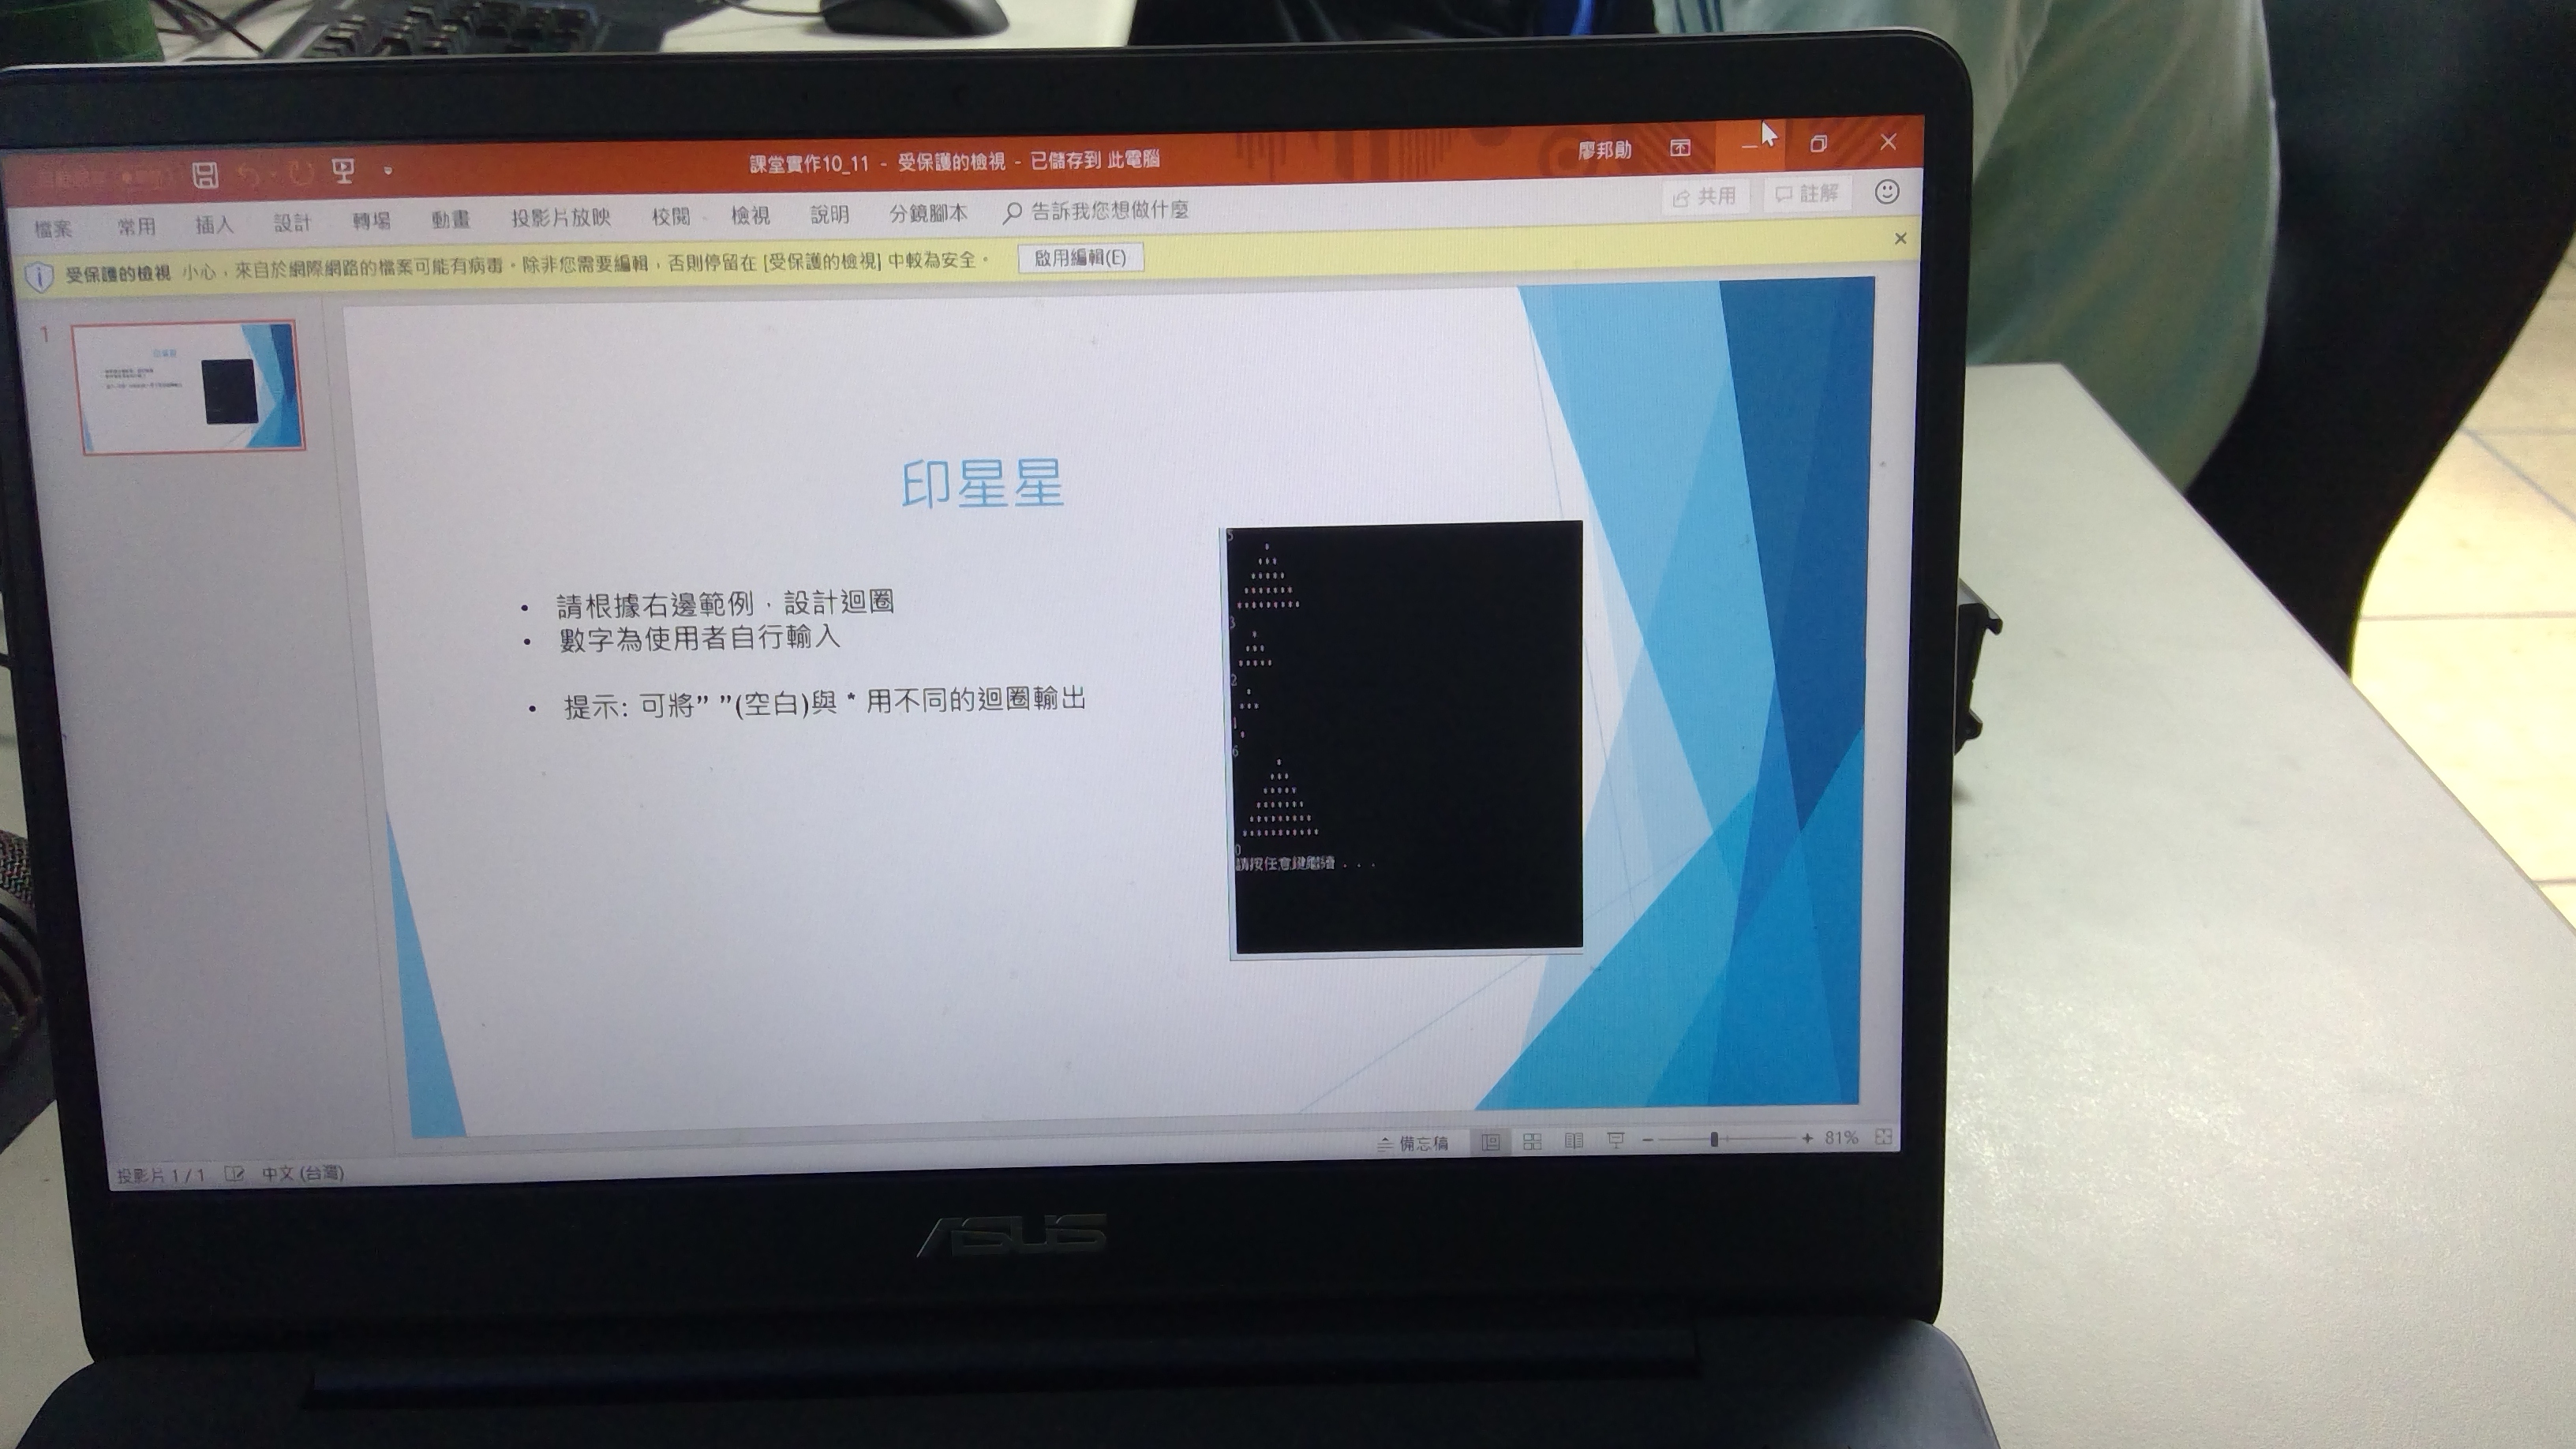 課堂實作10_11 - 受保護的檢視 - 已儲存到 此電腦
廖邦勛
檔案 常用 插入 設計 轉場 動畫 投影片放映 校閱 檢視 說明 分鏡腳本 告訴我您想做什麼
共用 註解
受保護的檢視 小心，來自於網際網路的檔案可能有病毒。除非您需要編輯，否則停留在 [受保護的檢視] 中較為安全。 啟用編輯(E)
1
印星星
• 請根據右邊範例，設計迴圈
• 數字為使用者自行輸入
• 提示: 可將” ”(空白)與 * 用不同的迴圈輸出
5
*
***
*****
*******
*********
3
*
***
*****
2
*
***
1
*
6
*
***
*****
*******
*********
***********
0
請按任意鍵繼續 . . .
備忘稿
81%
投影片 1 / 1 中文 (台灣)
ASUS